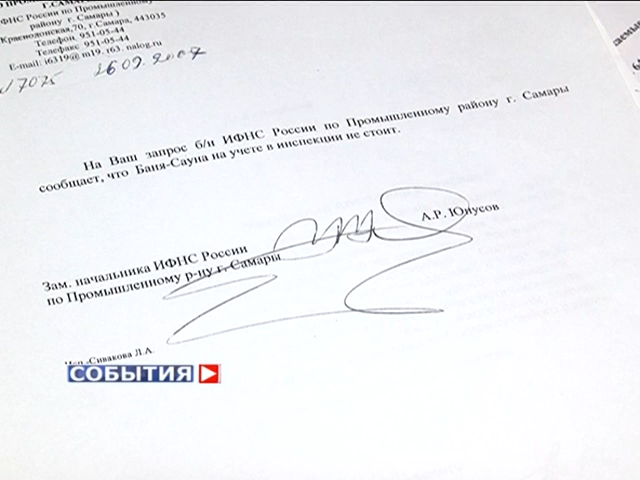 г.САМАРЫ
ИФНС России по Промышленному
району г. Самары )
Краснодонская,70, г.Самара, 443035
Телефон. 951-05-44
Телефакс 951-05-44
E-mail: i6319@ m19. r63. nalog.ru
7025 26 09. 2007
На Ваш запрос б/н ИФНС России по Промышленному району г. Самары
сообщает, что Баня-Сауна на учете в инспекции не стоит.
А.Р. Юнусов
Зам. начальника ИФНС России
по Промышленному р-ну г. Самары
Сивакова Л.А.
СОБЫТИЯ